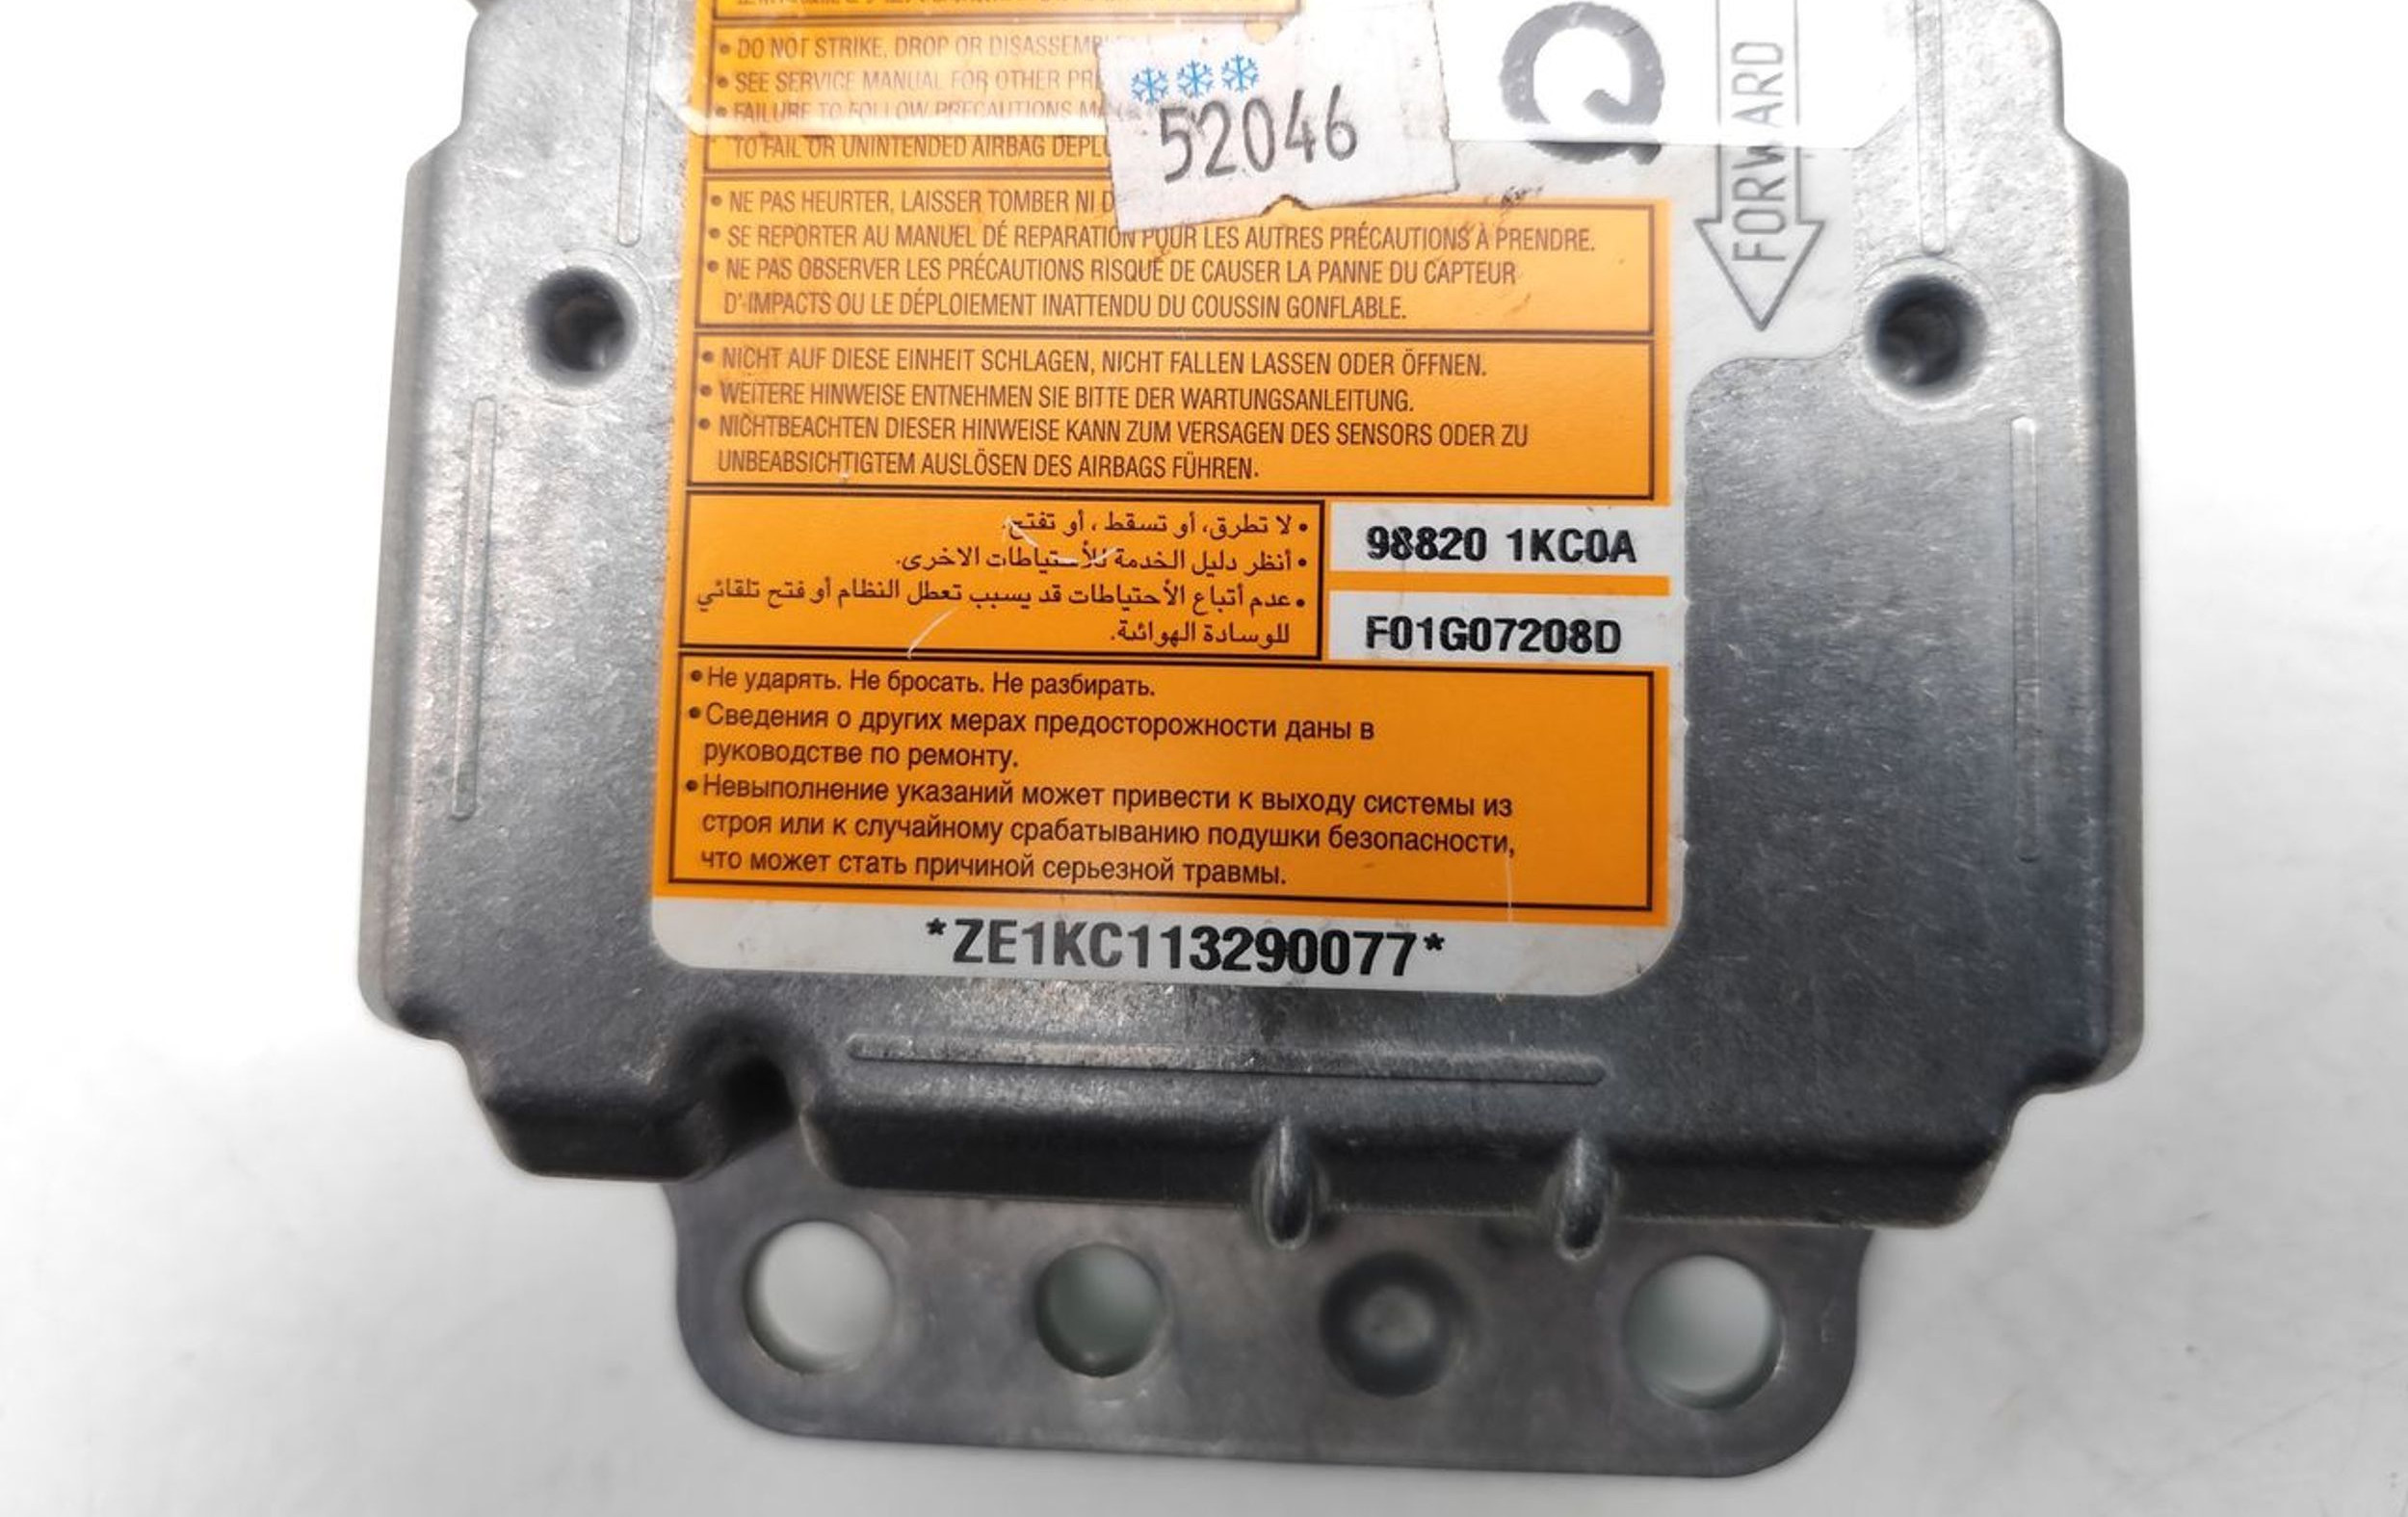 • DO NOT STRIKE, DROP OR
• SEE SERVICE MANUAL FOR OTHER
• FAILURE TO FOLLOW PRECAUTIONS
TO FAIL OR UNINTENDED AIRBAG
52046
Q
FORWARD
• NE PAS HEURTER, LAISSER TOMBER NI
• SE REPORTER AU MANUEL DÉ REPARATION POUR LES AUTRES PRÉCAUTIONS À PRENDRE.
• NE PAS OBSERVER LES PRÉCAUTIONS RISQUE DE CAUSER LA PANNE DU CAPTEUR
D'IMPACTS OU LE DÉPLOIEMENT INATTENDU DU COUSSIN GONFLABLE.
• NICHT AUF DIESE EINHEIT SCHLAGEN, NICHT FALLEN LASSEN ODER ÖFFNEN.
• WEITERE HINWEISE ENTNEHMEN SIE BITTE DER WARTUNGSANLEITUNG.
• NICHTBEACHTEN DIESER HINWEISE KANN ZUM VERSAGEN DES SENSORS ODER ZU
UNBEABSICHTIGTEM AUSLÖSEN DES AIRBAGS FÜHREN.
• لا تطرق، أو تسقط ، أو تفتح.
• أنظر دليل الخدمة للأحتياطات الاخرى.
• عدم أتباع الأحتياطات قد يسبب تعطل النظام أو فتح تلقائي
للوسادة الهوائية.
98820 1KC0A
F01G07208D
• Не ударять. Не бросать. Не разбирать.
• Сведения о других мерах предосторожности даны в
руководстве по ремонту.
• Невыполнение указаний может привести к выходу системы из
строя или к случайному срабатыванию подушки безопасности,
что может стать причиной серьезной травмы.
*ZE1KC113290077*